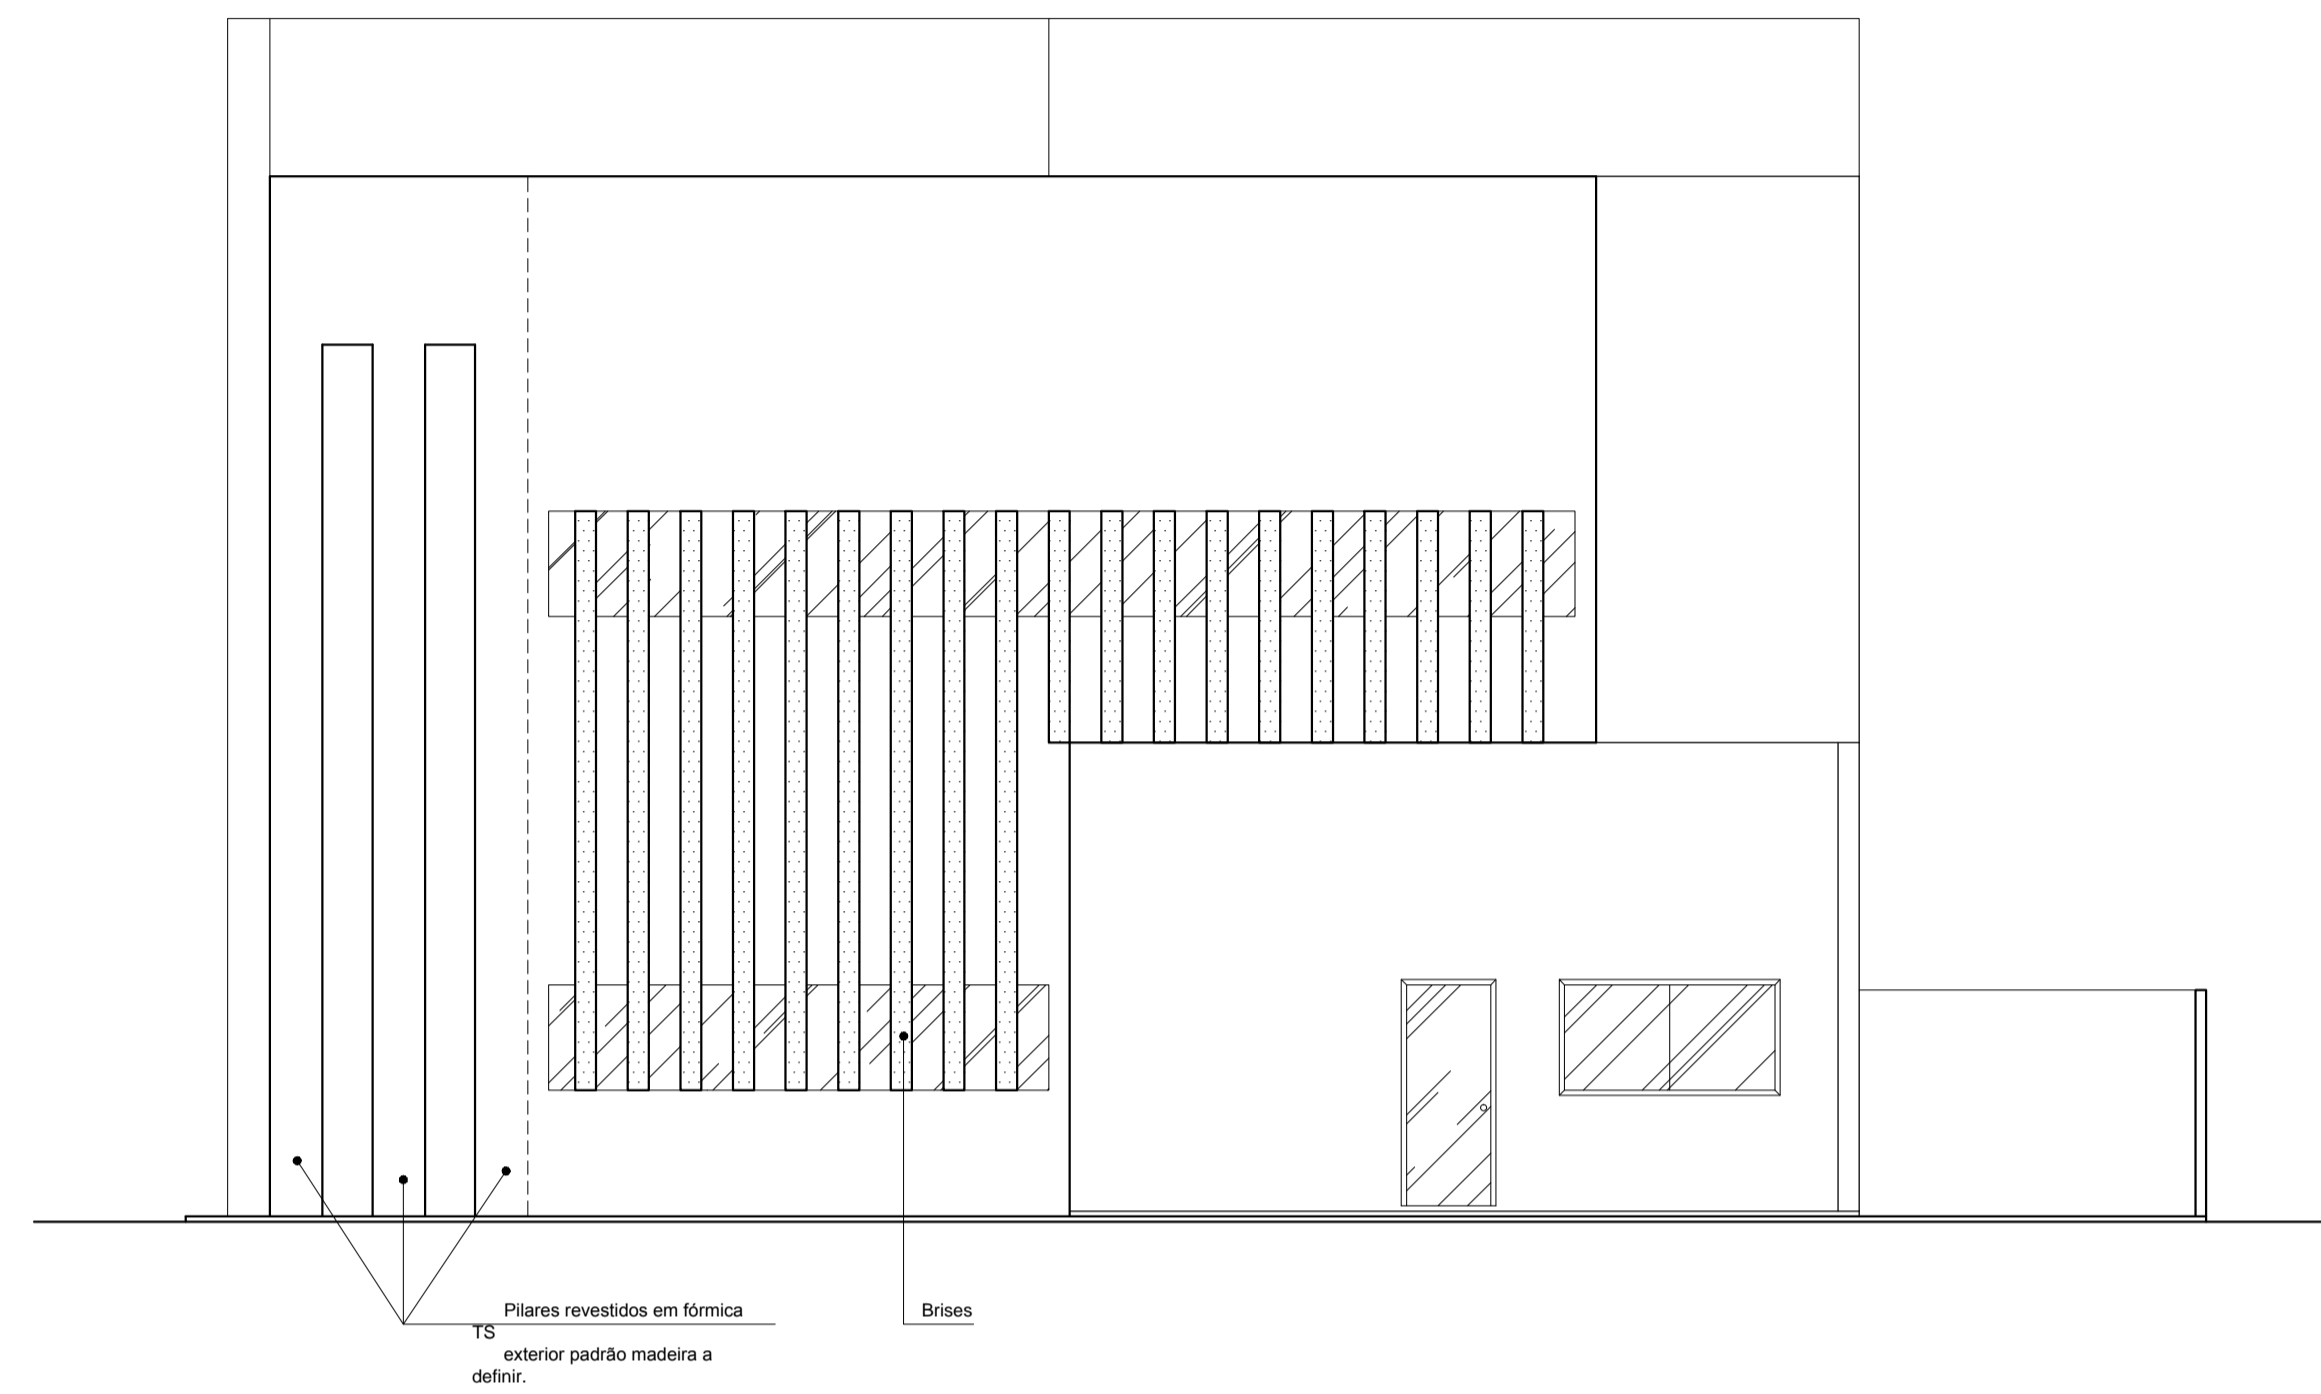 Pilares revestidos em fórmica
TS
exterior padrão madeira a
definir.
Brises